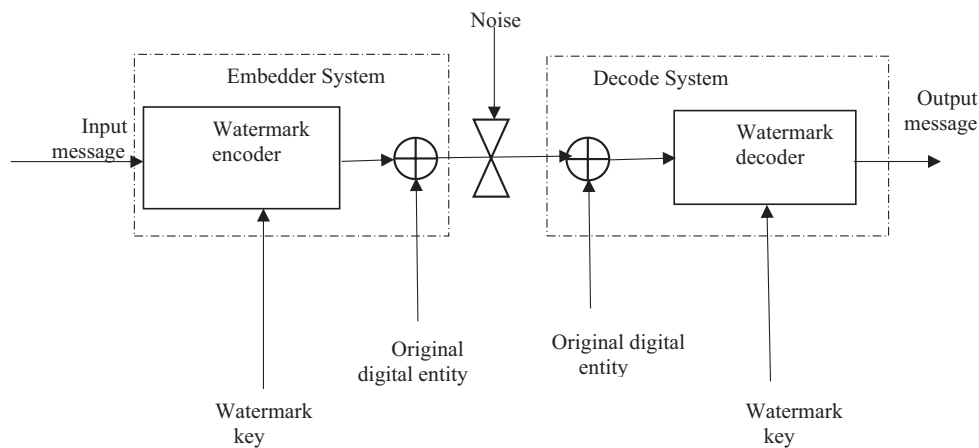 Noise
Embedder System
Decode System
Input
message
Watermark
encoder
Watermark
decoder
Output
message
Original
digital entity
Original digital
entity
Watermark
key
Watermark
key